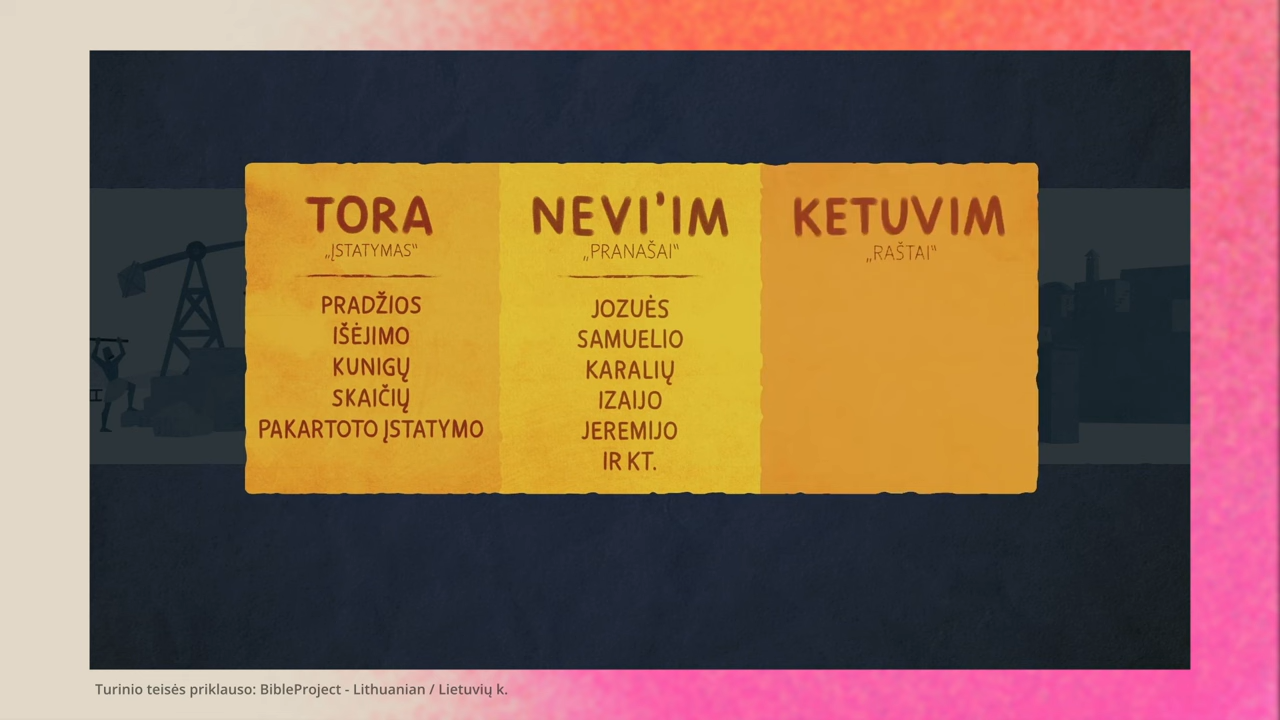 TORA
„ĮSTATYMAS“
PRADŽIOS
IŠĖJIMO
KUNIGŲ
SKAIČIŲ
PAKARTOTO ĮSTATYMO
NEVI'IM
„PRANAŠAI“
JOZUĖS
SAMUELIO
KARALIŲ
IZAIJO
JEREMIJO
IR KT.
KETUVIM
„RAŠTAI“
Turinio teisės priklauso: BibleProject - Lithuanian / Lietuvių k.